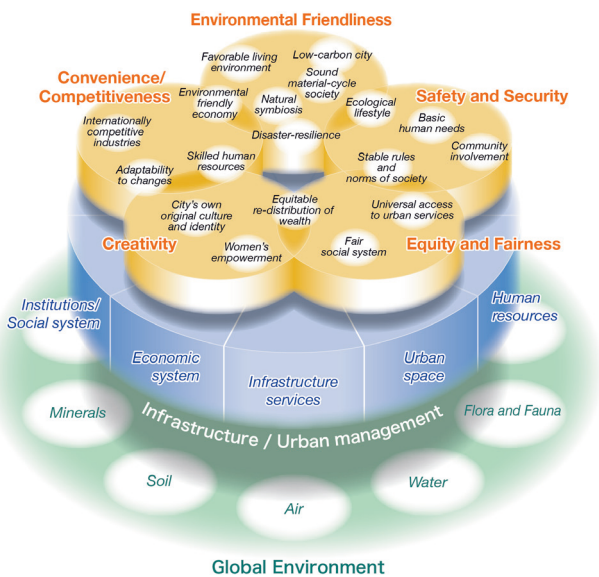 Environmental Friendliness
Favorable living
environment
Low-carbon city
Sound
material-cycle
society
Environmental
friendly
economy
Natural
symbiosis
Ecological
lifestyle
Disaster-resilience
Convenience/
Competitiveness
Internationally
competitive
industries
Adaptability
to changes
Skilled human
resources
Safety and Security
Basic
human needs
Community
involvement
Stable rules
and
norms of society
City's own
original culture
and identity
Equitable
re-distribution of
wealth
Universal access
to urban services
Creativity
Women's
empowerment
Fair
social system
Equity and Fairness
Institutions/
Social system
Economic
system
Infrastructure
services
Urban
space
Human
resources
Infrastructure / Urban management
Minerals
Soil
Air
Water
Flora and Fauna
Global Environment